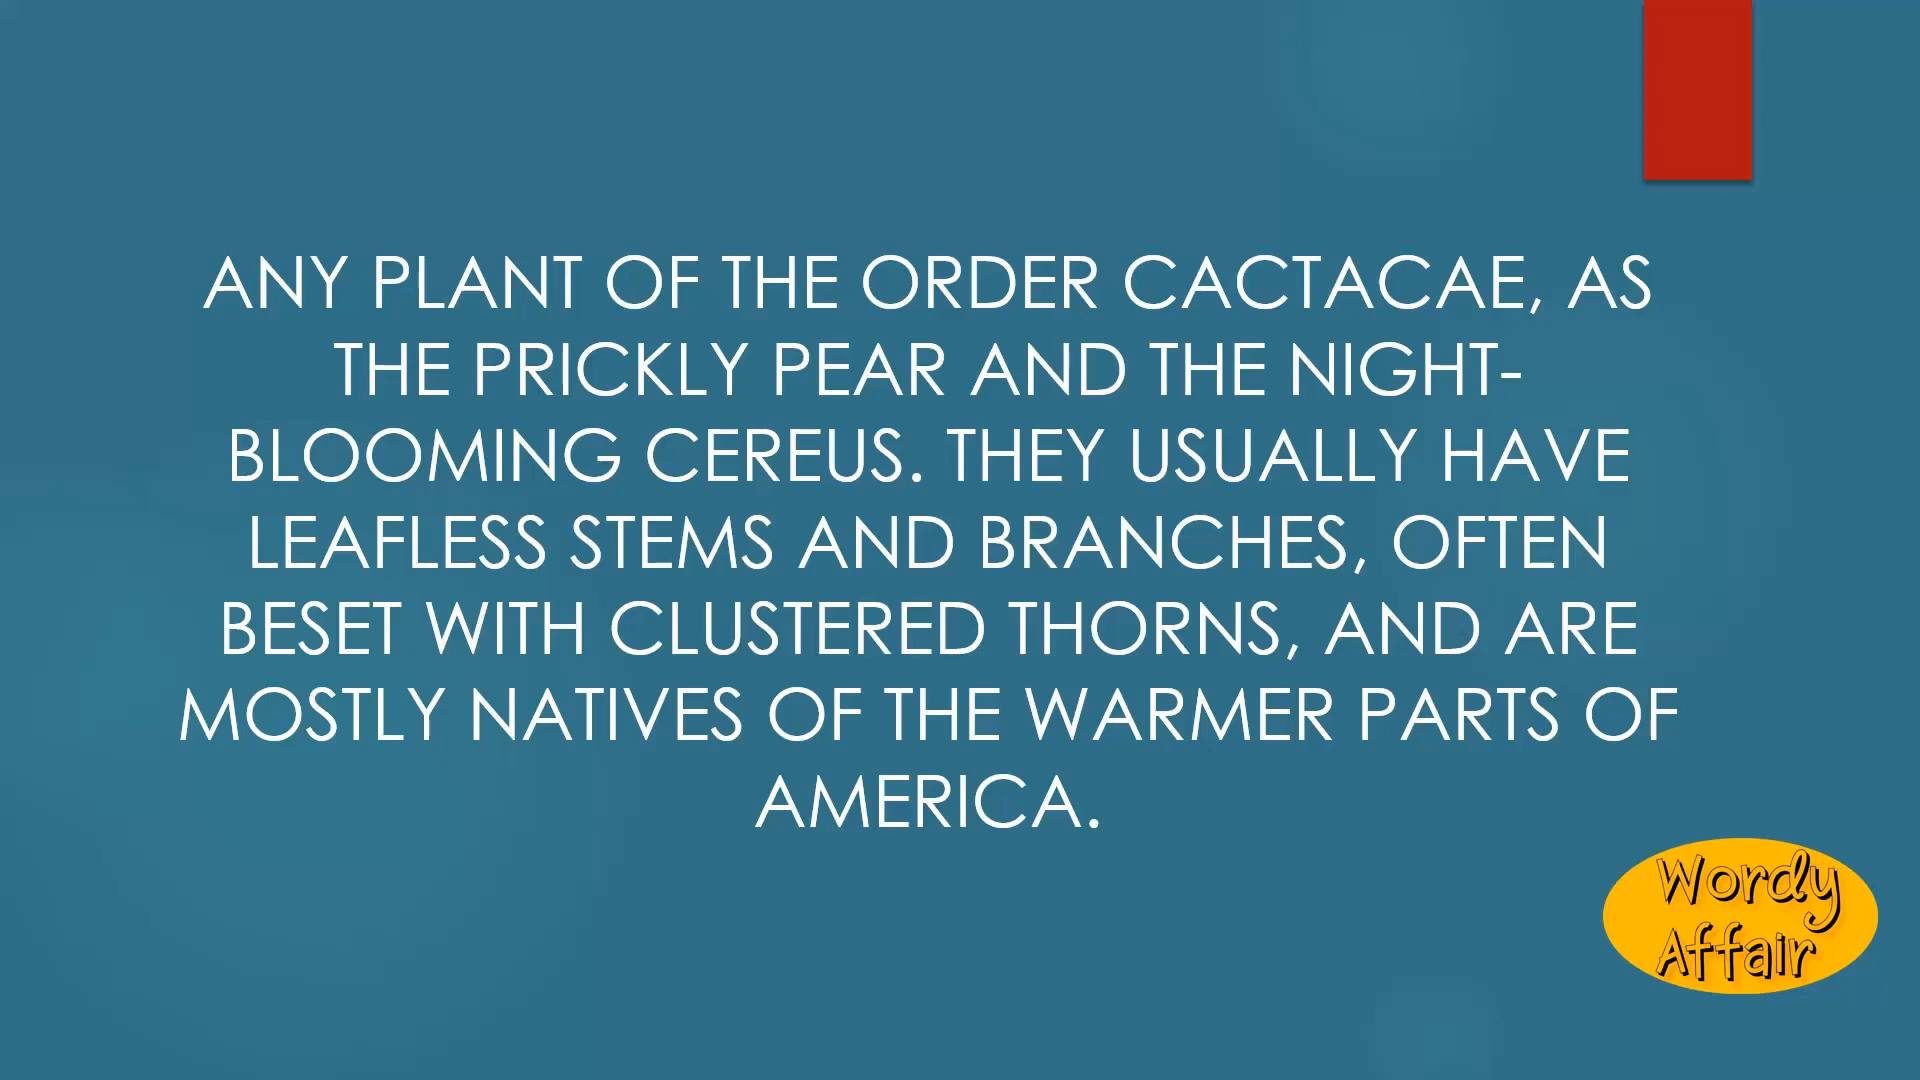 ANY PLANT OF THE ORDER CACTACAE, AS
THE PRICKLY PEAR AND THE NIGHT-
BLOOMING CEREUS. THEY USUALLY HAVE
LEAFLESS STEMS AND BRANCHES, OFTEN
BESET WITH CLUSTERED THORNS, AND ARE
MOSTLY NATIVES OF THE WARMER PARTS OF
AMERICA.
Wordy
Affair